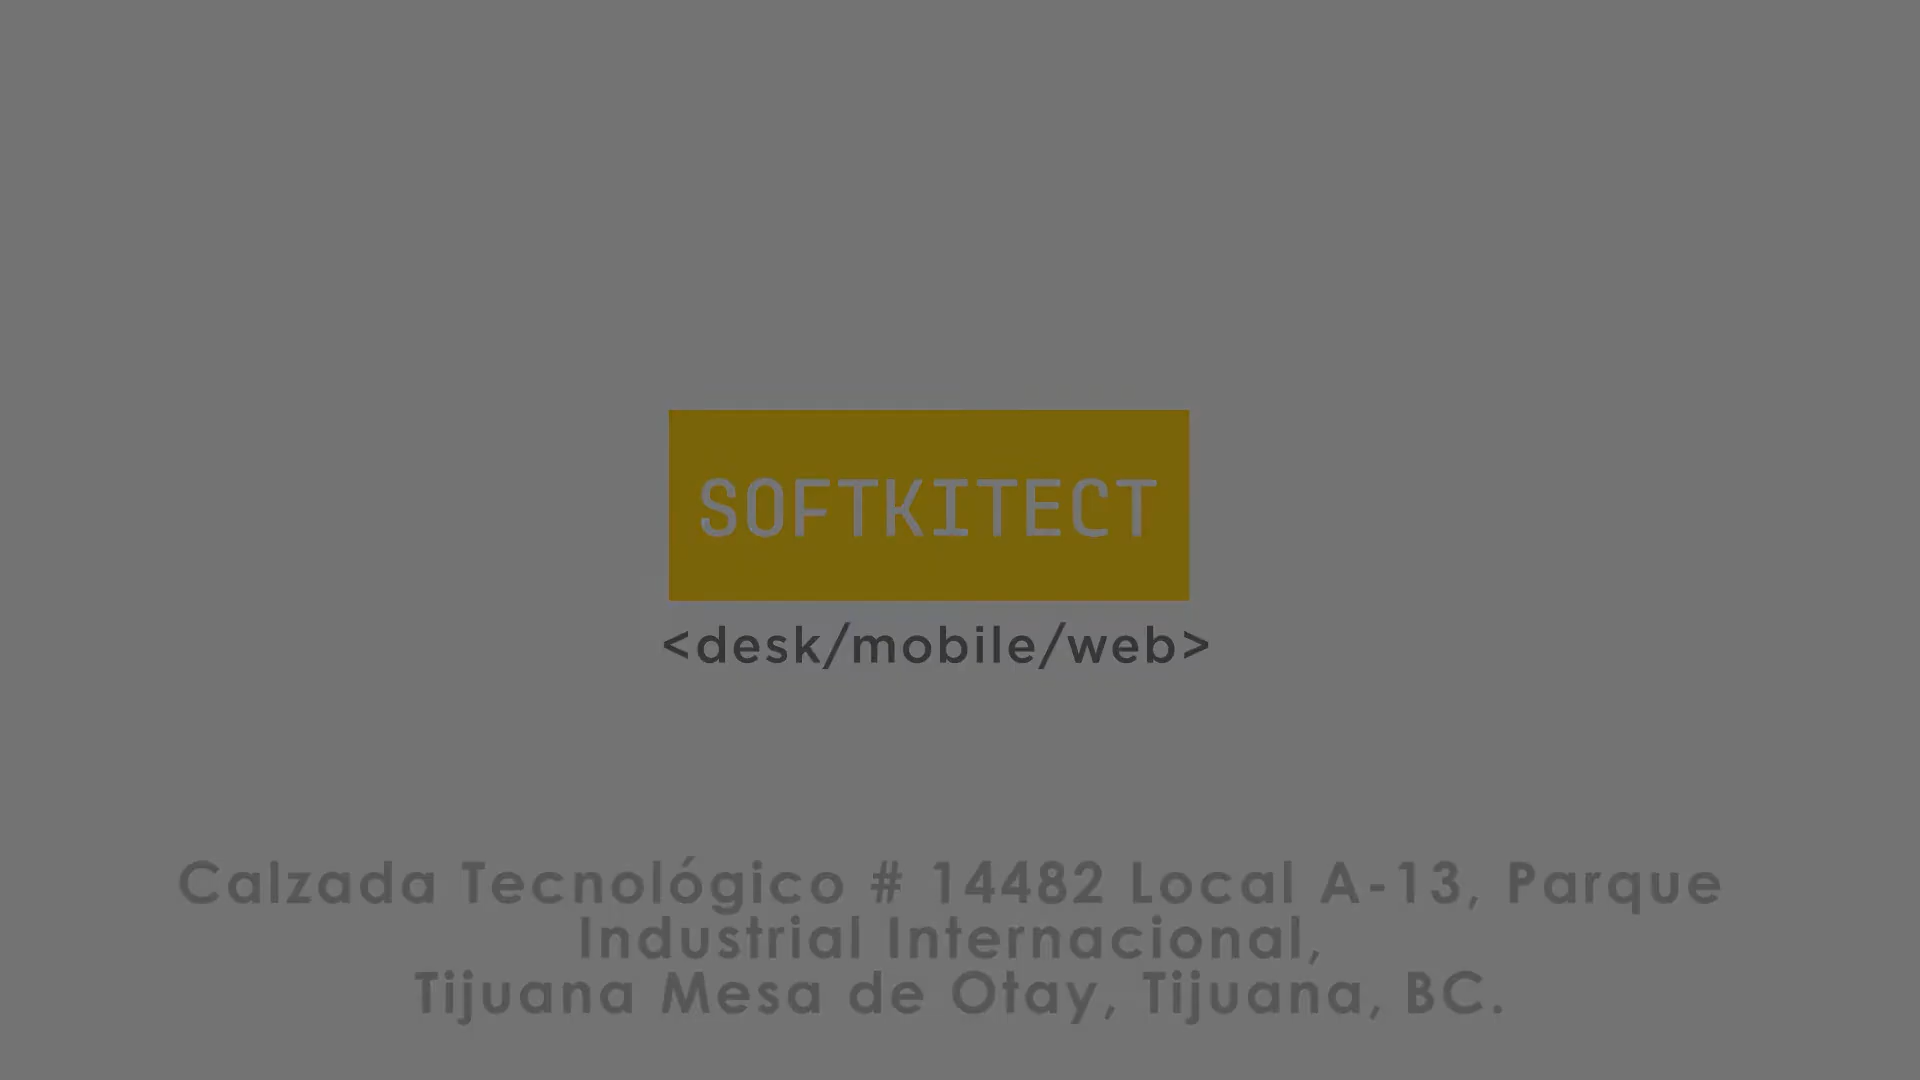 SOFTKITECT
<desk/mobile/web>
Calzada Tecnológico # 14482 Local A-13, Parque
Industrial Internacional,
Tijuana Mesa de Otay, Tijuana, BC.